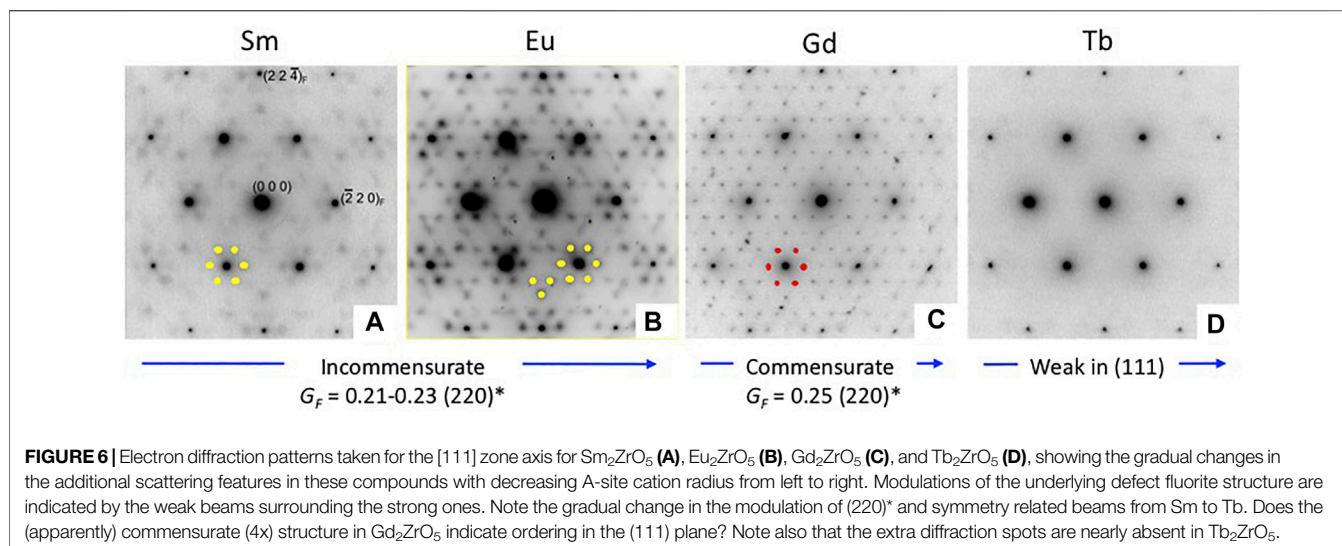 Sm Eu Gd Tb
(2 2 4̅)F
(0 0 0)
(2̅ 2 0)F
A B C D
Incommensurate Commensurate Weak in (111)
GF = 0.21-0.23 (220)* GF = 0.25 (220)*
FIGURE 6 | Electron diffraction patterns taken for the [111] zone axis for Sm2ZrO5 (A), Eu2ZrO5 (B), Gd2ZrO5 (C), and Tb2ZrO5 (D), showing the gradual changes in
the additional scattering features in these compounds with decreasing A-site cation radius from left to right. Modulations of the underlying defect fluorite structure are
indicated by the weak beams surrounding the strong ones. Note the gradual change in the modulation of (220)* and symmetry related beams from Sm to Tb. Does the
(apparently) commensurate (4x) structure in Gd2ZrO5 indicate ordering in the (111) plane? Note also that the extra diffraction spots are nearly absent in Tb2ZrO5.